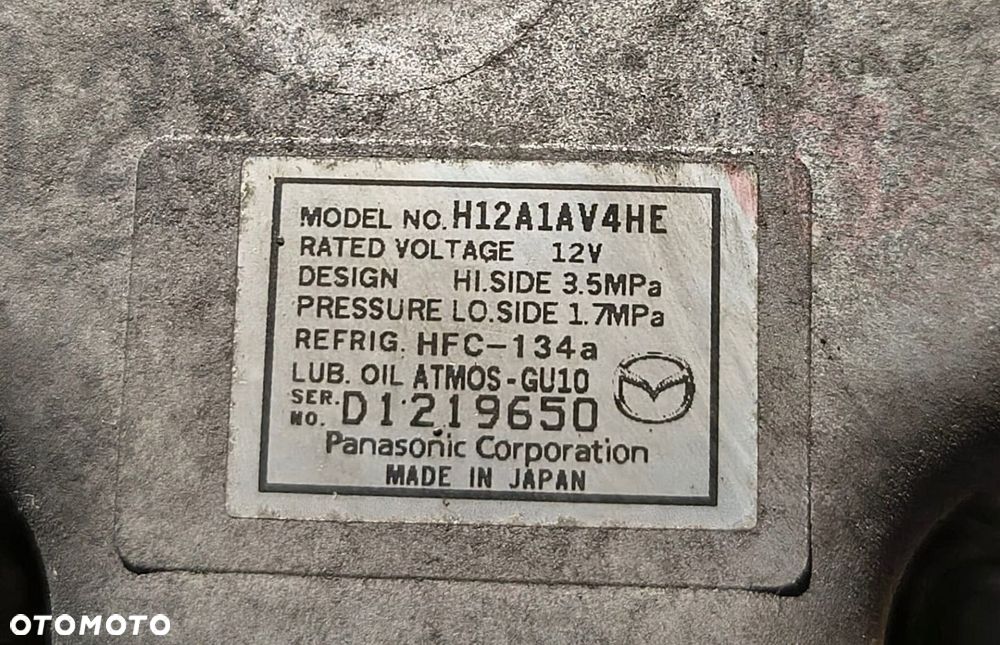 MODEL NO. H12A1AV4HE
RATED VOLTAGE 12V
DESIGN HI.SIDE 3.5MPa
PRESSURE LO.SIDE 1.7MPa
REFRIG. HFC-134a
LUB. OIL ATMOS-GU10
SER. NO. D1219650
Panasonic Corporation
MADE IN JAPAN
OTOMOTO